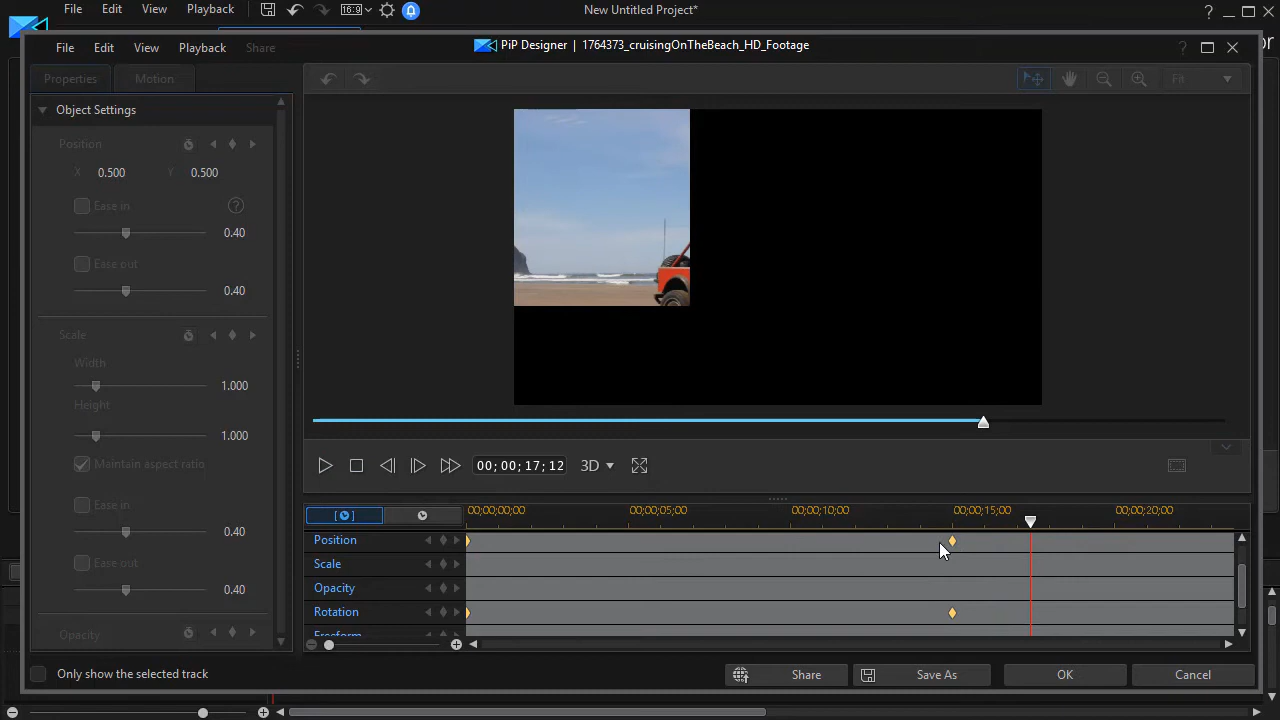 File Edit View Playback 16:9 New Untitled Project* ?
PiP Designer | 1764373_cruisingOnTheBeach_HD_Footage ?
File Edit View Playback Share
Properties Motion Fit
Object Settings
Position
X 0.500 Y 0.500
Ease in ?
0.40
Ease out
0.40
Scale
Width
1.000
Height
1.000
Maintain aspect ratio
Ease in
0.40
Ease out
0.40
Opacity
00; 00; 17; 12 3D
00;00;00;00 00;00;05;00 00;00;10;00 00;00;15;00 00;00;20;00
Position
Scale
Opacity
Rotation
Freeform
Only show the selected track Share Save As OK Cancel